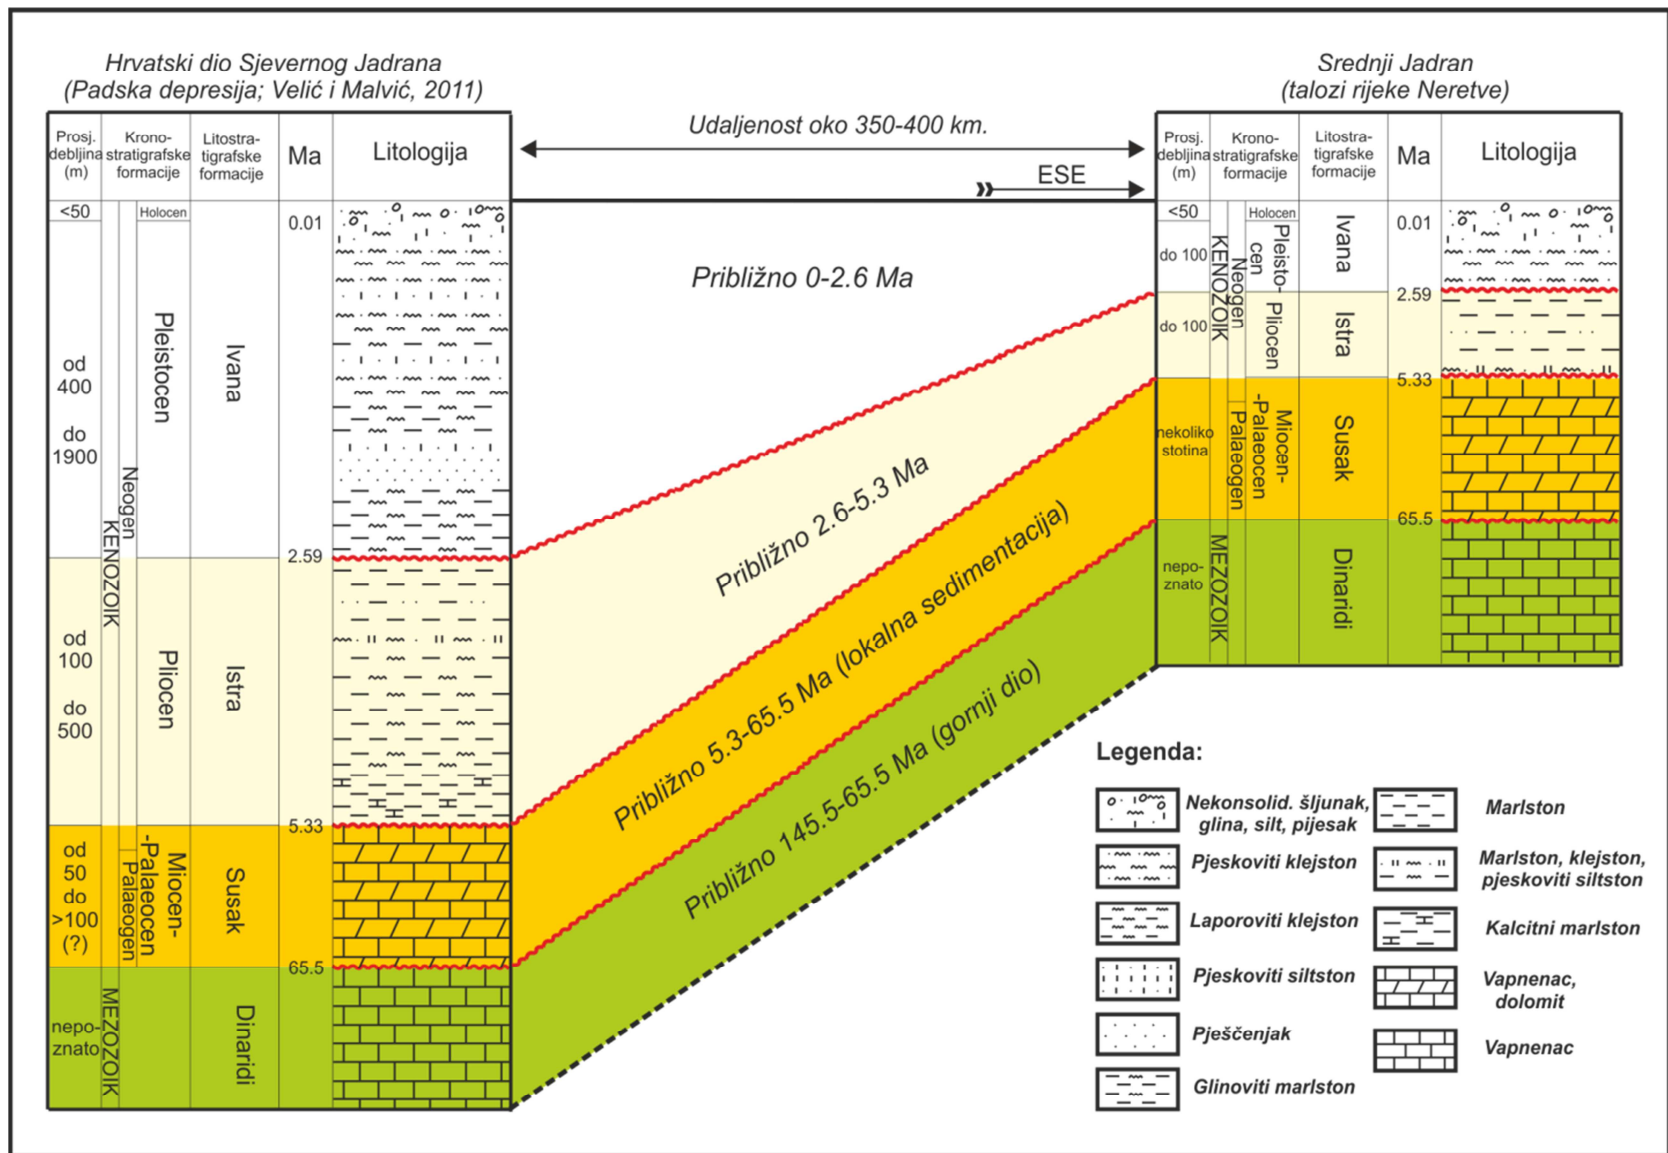 Hrvatski dio Sjevernog Jadrana
(Padska depresija; Velić i Malvić, 2011)
Prosj.
debljina
(m)
Krono-
stratigrafske
formacije
Litostra-
tigrafske
formacije
Ma
Litologija
<50
Holocen
0.01
od
400
do
1900
KENOZOIK
Neogen
Pleistocen
Ivana
2.59
od
100
do
500
Pliocen
Istra
5.33
od
50
do
>100
(?)
Palaeogen
Miocen-
-Palaeocen
Susak
65.5
nepo-
znato
MEZOZOIK
Dinaridi
Udaljenost oko 350-400 km.
ESE
Približno 0-2.6 Ma
Približno 2.6-5.3 Ma
Približno 5.3-65.5 Ma (lokalna sedimentacija)
Približno 145.5-65.5 Ma (gornji dio)
Srednji Jadran
(talozi rijeke Neretve)
Prosj.
debljina
(m)
Krono-
stratigrafske
formacije
Litostra-
tigrafske
formacije
Ma
Litologija
<50
Holocen
0.01
do 100
KENOZOIK
Neogen
Pleisto-
cen
Ivana
2.59
do 100
Pliocen
Istra
5.33
nekoliko
stotina
Palaeogen
Miocen-
-Palaeocen
Susak
65.5
nepo-
znato
MEZOZOIK
Dinaridi
Legenda:
Nekonsolid. šljunak,
glina, silt, pijesak
Pjeskoviti klejston
Laporoviti klejston
Pjeskoviti siltston
Pješčenjak
Glinoviti marlston
Marlston
Marlston, klejston,
pjeskoviti siltston
Kalcitni marlston
Vapnenac,
dolomit
Vapnenac